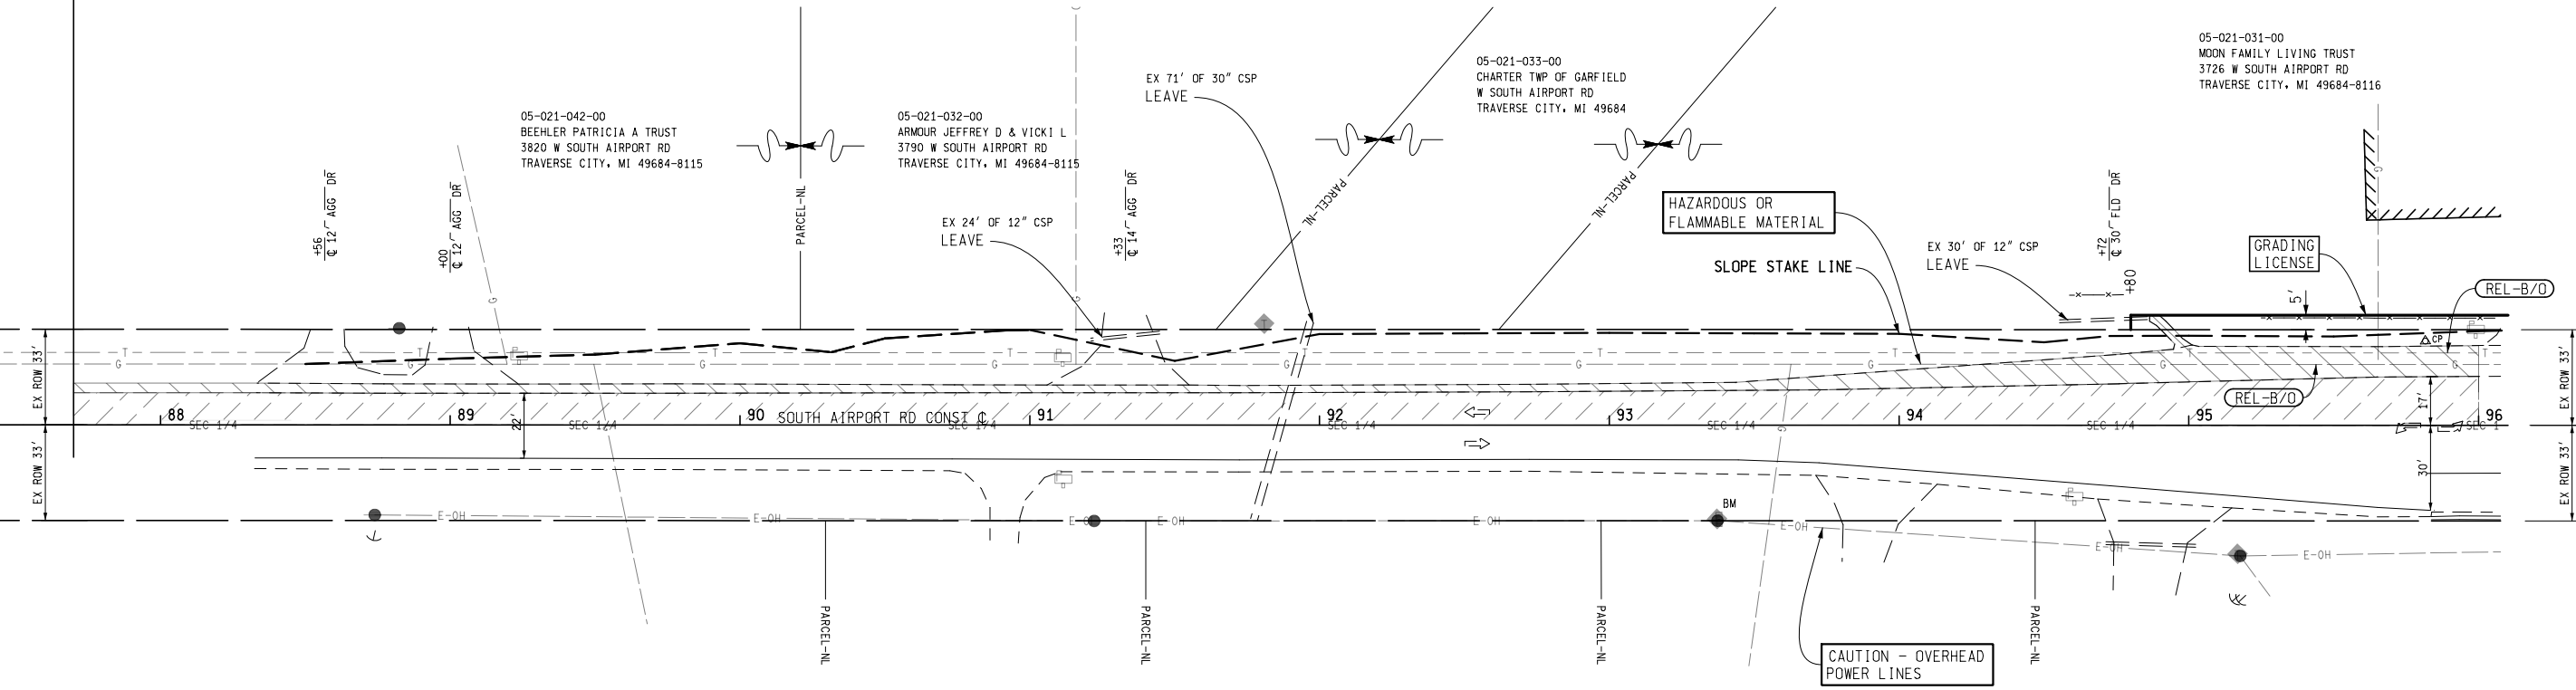 05-021-031-00
MOON FAMILY LIVING TRUST
3726 W SOUTH AIRPORT RD
TRAVERSE CITY, MI 49684-8116
05-021-033-00
CHARTER TWP OF GARFIELD
W SOUTH AIRPORT RD
TRAVERSE CITY, MI 49684
EX 71' OF 30" CSP
LEAVE
05-021-042-00
BEEHLER PATRICIA A TRUST
3820 W SOUTH AIRPORT RD
TRAVERSE CITY, MI 49684-8115
05-021-032-00
ARMOUR JEFFREY D & VICKI L
3790 W SOUTH AIRPORT RD
TRAVERSE CITY, MI 49684-8115
+56
℄ 12' AGG DR
+00
℄ 12' AGG DR
PARCEL-NL
EX 24' OF 12" CSP
LEAVE
+33
℄ 14' AGG DR
PARCEL-NL
PARCEL-NL
HAZARDOUS OR
FLAMMABLE MATERIAL
SLOPE STAKE LINE
EX 30' OF 12" CSP
LEAVE
+72
℄ 30' FLD DR
+80
GRADING
LICENSE
5'
REL-B/O
G
G
G
T
CP
EX ROW 33'
T
T
T
T
T
T
T
T
T
G
G
G
G
G
G
G
G
G
EX ROW 33'
REL-B/O
17'
88
89
90
SOUTH AIRPORT RD CONST ℄
91
92
93
94
95
96
SEC 1/4
SEC 1/4
SEC 1/4
SEC 1/4
SEC 1/4
SEC 1/4
SEC 1
22'
30'
EX ROW 33'
EX ROW 33'
G
G
BM
E-OH
E-OH
E-OH
E-OH
E-OH
E-OH
E-OH
PARCEL-NL
PARCEL-NL
PARCEL-NL
PARCEL-NL
CAUTION - OVERHEAD
POWER LINES